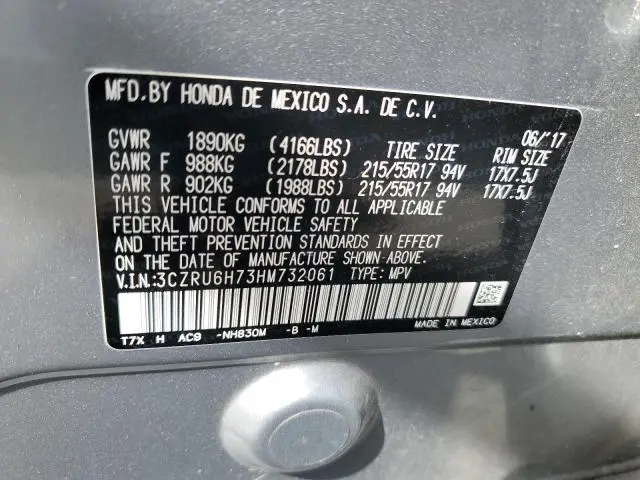 MFD.BY HONDA DE MEXICO S.A. DE C.V.
06/'17
GVWR 1890KG (4166LBS) TIRE SIZE RIM SIZE
GAWR F 988KG (2178LBS) 215/55R17 94V 17X7.5J
GAWR R 902KG (1988LBS) 215/55R17 94V 17X7.5J
THIS VEHICLE CONFORMS TO ALL APPLICABLE
FEDERAL MOTOR VEHICLE SAFETY
AND THEFT PREVENTION STANDARDS IN EFFECT
ON THE DATE OF MANUFACTURE SHOWN ABOVE.
V.I.N.:3CZRU6H73HM732061 TYPE: MPV
T7X H AC9 -NH830M -B -M MADE IN MEXICO